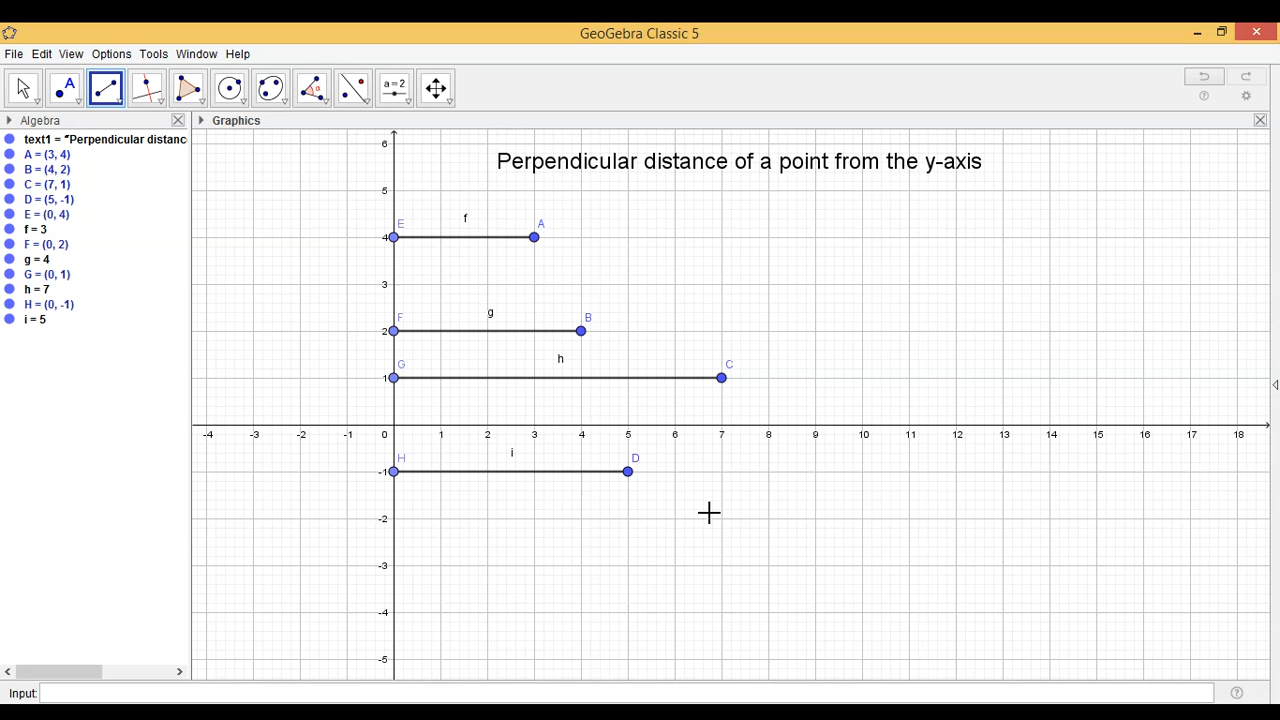 GeoGebra Classic 5
File Edit View Options Tools Window Help
A
α
a = 2
Algebra
Graphics
text1 = "Perpendicular distanc
A = (3, 4)
B = (4, 2)
C = (7, 1)
D = (5, -1)
E = (0, 4)
f = 3
F = (0, 2)
g = 4
G = (0, 1)
h = 7
H = (0, -1)
i = 5
Perpendicular distance of a point from the y-axis
6
5
E f A
4
3
F g B
2
G h C
1
-4 -3 -2 -1 0 1 2 3 4 5 6 7 8 9 10 11 12 13 14 15 16 17 18
H i D
-1
-2
-3
-4
-5
Input: